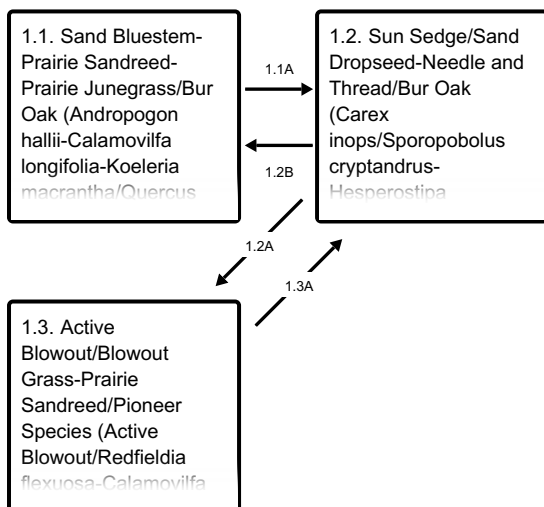 1.1. Sand Bluestem-
Prairie Sandreed-
Prairie Junegrass/Bur
Oak (Andropogon
hallii-Calamovilfa
longifolia-Koeleria
macrantha/Quercus
1.1A
1.2B
1.2. Sun Sedge/Sand
Dropseed-Needle and
Thread/Bur Oak
(Carex
inops/Sporopobolus
cryptandrus-
Hesperostipa
1.2A
1.3A
1.3. Active
Blowout/Blowout
Grass-Prairie
Sandreed/Pioneer
Species (Active
Blowout/Redfieldia
flexuosa-Calamovilfa